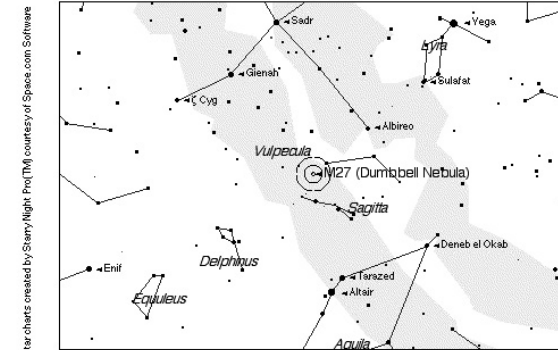 tar charts created by Starry Night Pro(TM) courtesy of Space.com Software
Sadr
Vega
Lyra
Gienah
Sulafat
ζ Cyg
Albireo
Vulpecula
M27 (Dumbbell Nebula)
Sagitta
Deneb el Okab
Delphinus
Enif
Tarazed
Altair
Equuleus
Aquila